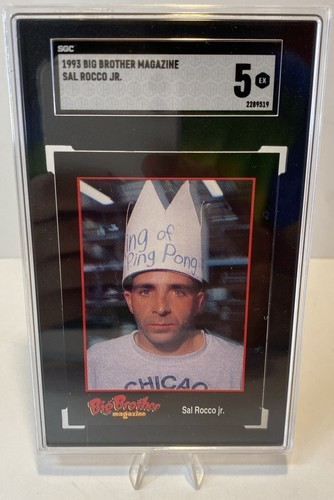 SGC
1993 BIG BROTHER MAGAZINE
SAL ROCCO JR.
5 EX
2289519
ing of
Ping Pong
CHICAG
Big Brother
magazine
Sal Rocco jr.